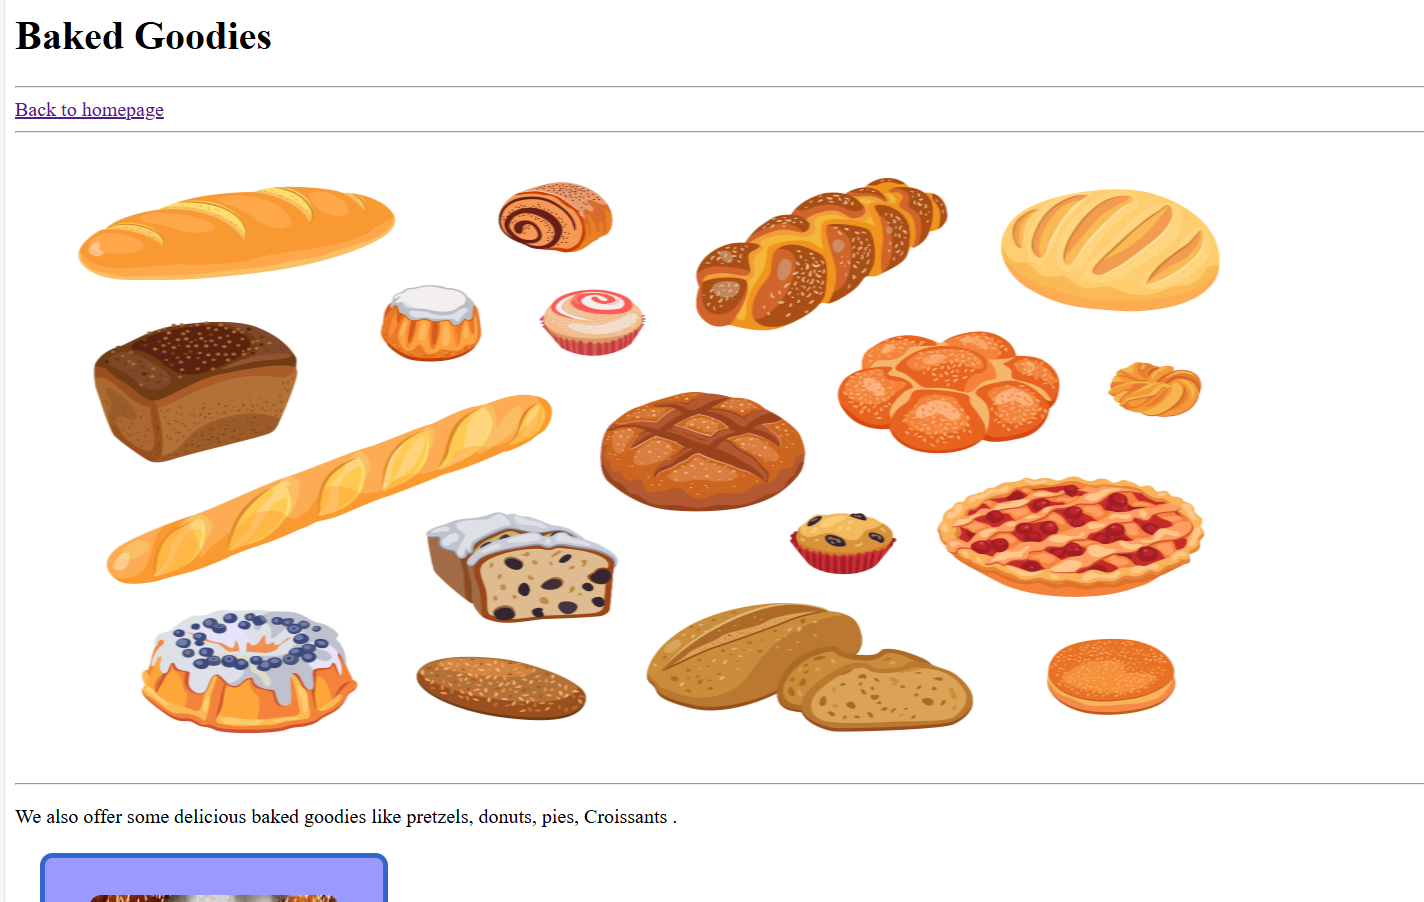 Baked Goodies
Back to homepage
We also offer some delicious baked goodies like pretzels, donuts, pies, Croissants .